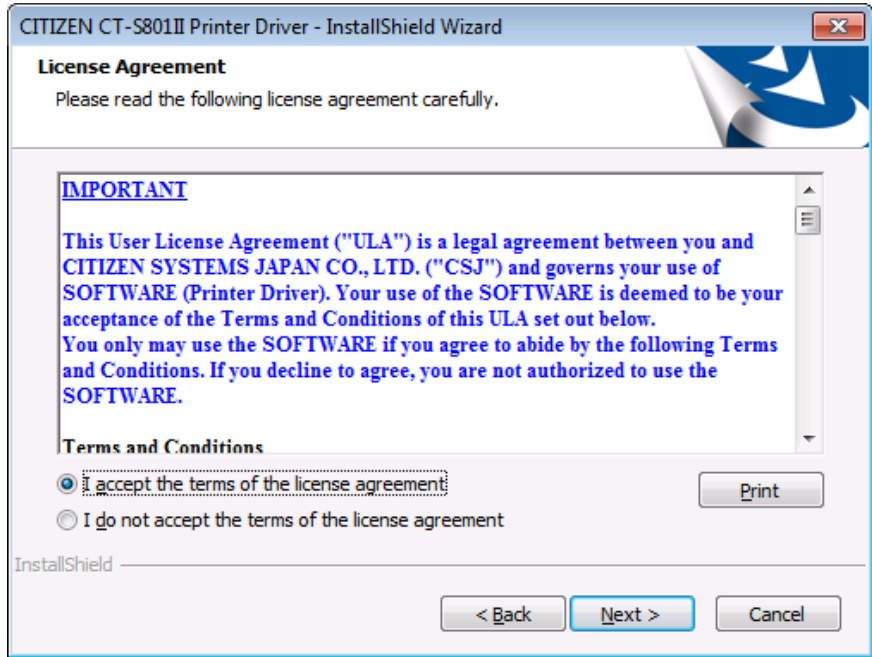 CITIZEN CT-S801II Printer Driver - InstallShield Wizard
License Agreement
Please read the following license agreement carefully.
IMPORTANT
This User License Agreement ("ULA") is a legal agreement between you and
CITIZEN SYSTEMS JAPAN CO., LTD. ("CSJ") and governs your use of
SOFTWARE (Printer Driver). Your use of the SOFTWARE is deemed to be your
acceptance of the Terms and Conditions of this ULA set out below.
You only may use the SOFTWARE if you agree to abide by the following Terms
and Conditions. If you decline to agree, you are not authorized to use the
SOFTWARE.
Terms and Conditions
I accept the terms of the license agreement
Print
I do not accept the terms of the license agreement
InstallShield
< Back Next > Cancel